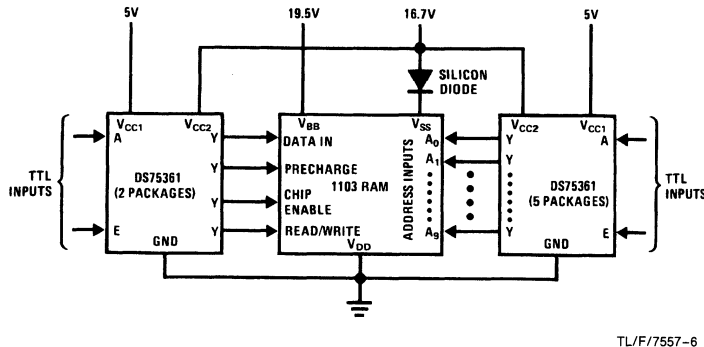 5V 19.5V 16.7V 5V
SILICON
DIODE
VCC1 VCC2 VBB VSS VCC2 VCC1
A Y DATA IN A0 Y A
TTL
INPUTS
DS75361
(2 PACKAGES)
Y PRECHARGE
1103 RAM
A1 Y
ADDRESS INPUTS
DS75361
(5 PACKAGES)
TTL
INPUTS
Y CHIP
ENABLE
E Y READ/WRITE A9 Y E
GND VDD GND
TL/F/7557-6